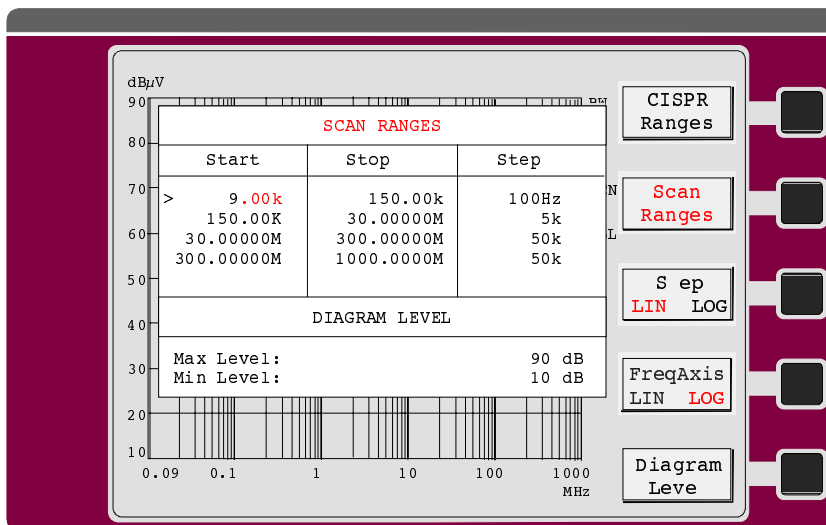 dBµV
90
80
70
60
50
40
30
20
10
0.09 0.1 1 10 100 1000
MHz
SCAN RANGES
Start Stop Step
> 9.00k 150.00k 100Hz
150.00K 30.00000M 5k
30.00000M 300.00000M 50k
300.00000M 1000.0000M 50k
DIAGRAM LEVEL
Max Level: 90 dB
Min Level: 10 dB
CISPR
Ranges
Scan
Ranges
S ep
LIN LOG
FreqAxis
LIN LOG
Diagram
Leve